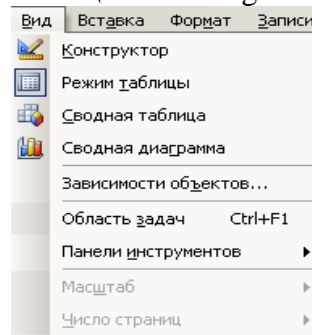 Вид Вставка Формат Записи
Конструктор
Режим таблицы
Сводная таблица
Сводная диаграмма
Зависимости объектов...
Область задач Ctrl+F1
Панели инструментов
Масштаб
Число страниц